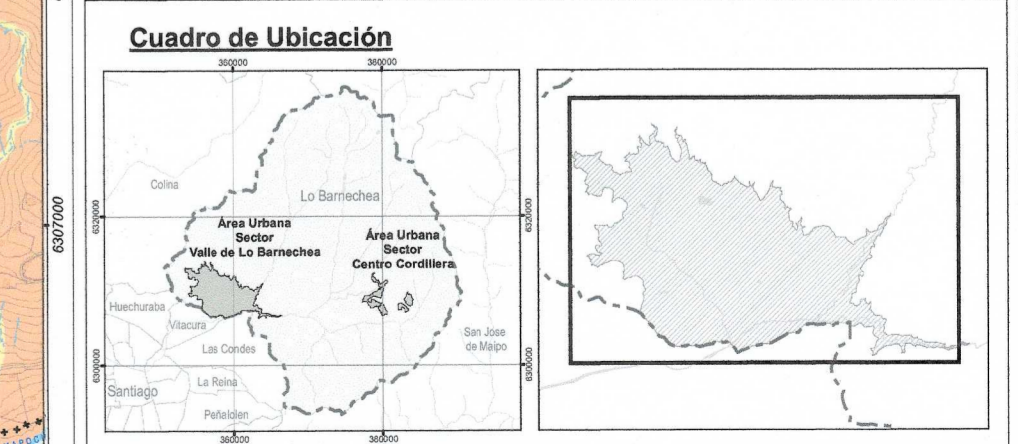 Cuadro de Ubicación
360000
380000
Colina
Lo Barnechea
6320000
6320000
6307000
Área Urbana
Sector
Valle de Lo Barnechea
Área Urbana
Sector
Centro Cordillera
Huechuraba
Vitacura
Las Condes
San Jose
de Maipo
6300000
6300000
Santiago
La Reina
Peñalolen
360000
380000